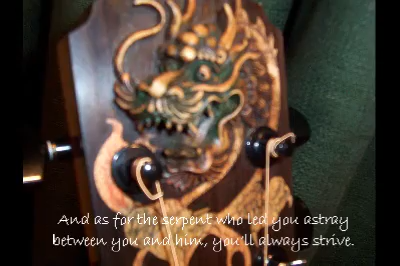 And as for the serpent who led you astray
between you and him, you'll always strive.